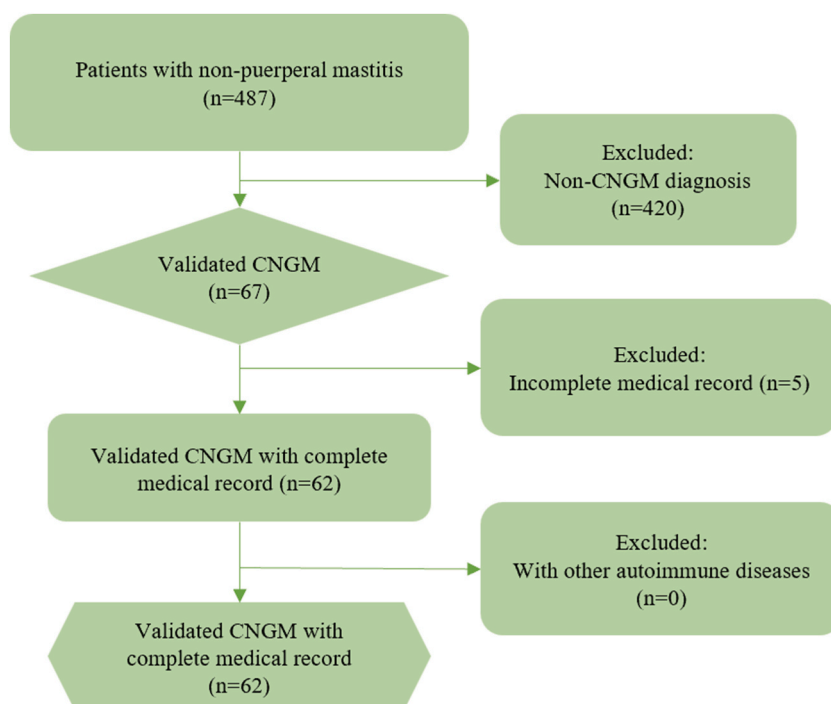 Patients with non-puerperal mastitis
(n=487)
Excluded:
Non-CNGM diagnosis
(n=420)
Validated CNGM
(n=67)
Excluded:
Incomplete medical record (n=5)
Validated CNGM with complete
medical record (n=62)
Excluded:
With other autoimmune diseases
(n=0)
Validated CNGM with
complete medical record
(n=62)